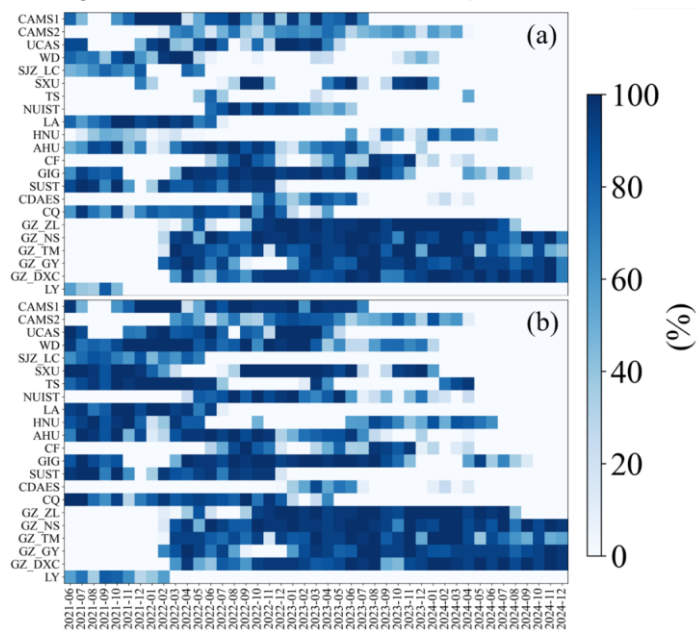 (a)
CAMS1
CAMS2
UCAS
WD
SJZ_LC
SXU
TS
NUIST
LA
HNU
AHU
CF
GIG
SUST
CDAES
CQ
GZ_ZL
GZ_NS
GZ_TM
GZ_GY
GZ_DXC
LY
(b)
CAMS1
CAMS2
UCAS
WD
SJZ_LC
SXU
TS
NUIST
LA
HNU
AHU
CF
GIG
SUST
CDAES
CQ
GZ_ZL
GZ_NS
GZ_TM
GZ_GY
GZ_DXC
LY
2021-06
2021-07
2021-08
2021-09
2021-10
2021-11
2021-12
2022-01
2022-02
2022-03
2022-04
2022-05
2022-06
2022-07
2022-08
2022-09
2022-10
2022-11
2022-12
2023-01
2023-02
2023-03
2023-04
2023-05
2023-06
2023-07
2023-08
2023-09
2023-10
2023-11
2023-12
2024-01
2024-02
2024-03
2024-04
2024-05
2024-06
2024-07
2024-08
2024-09
2024-10
2024-11
2024-12
100
80
60
40
20
0
(%)